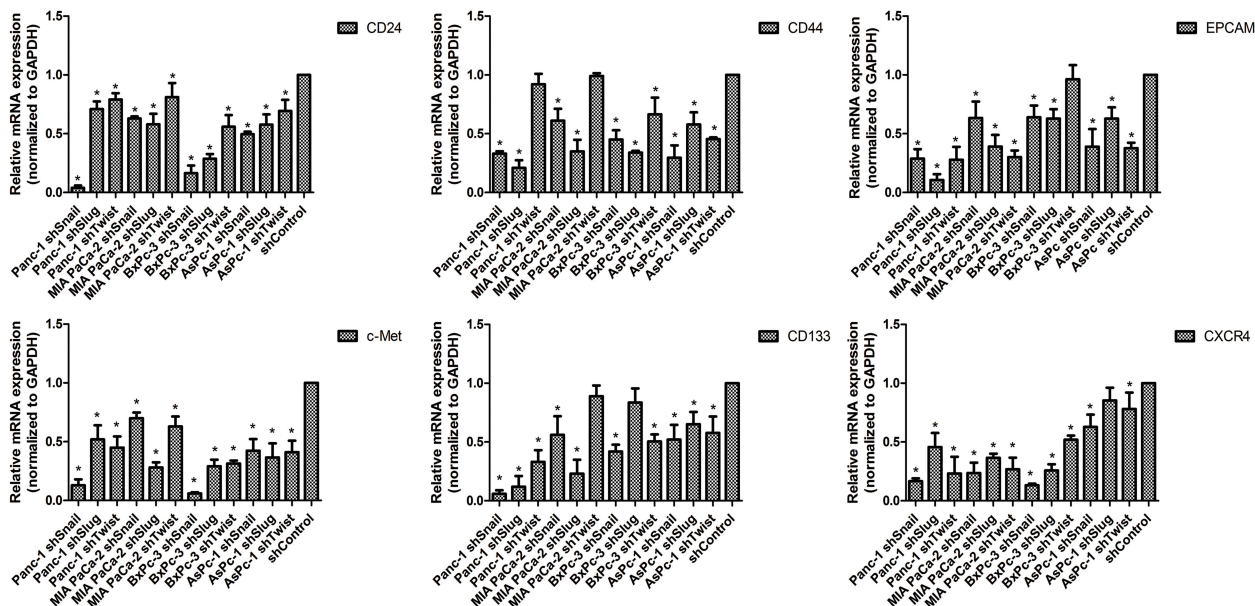 Relative mRNA expression
(normalized to GAPDH)
1.5
1.0
0.5
0.0
CD24
* * * * * * * * * * * *
Panc-1 shSnail
Panc-1 shSlug
Panc-1 shTwist
MIA PaCa-2 shSnail
MIA PaCa-2 shSlug
MIA PaCa-2 shTwist
BxPc-3 shSnail
BxPc-3 shSlug
BxPc-3 shTwist
AsPc-1 shSnail
AsPc-1 shSlug
AsPc-1 shTwist
shControl
Relative mRNA expression
(normalized to GAPDH)
1.5
1.0
0.5
0.0
CD44
* * * * * * * * * *
Panc-1 shSnail
Panc-1 shSlug
Panc-1 shTwist
MIA PaCa-2 shSnail
MIA PaCa-2 shSlug
MIA PaCa-2 shTwist
BxPc-3 shSnail
BxPc-3 shSlug
BxPc-3 shTwist
AsPc-1 shSnail
AsPc-1 shSlug
AsPc-1 shTwist
shControl
Relative mRNA expression
(normalized to GAPDH)
1.5
1.0
0.5
0.0
EPCAM
* * * * * * * * * * *
Panc-1 shSnail
Panc-1 shSlug
Panc-1 shTwist
MIA PaCa-2 shSnail
MIA PaCa-2 shSlug
MIA PaCa-2 shTwist
BxPc-3 shSnail
BxPc-3 shSlug
BxPc-3 shTwist
AsPc shSnail
AsPc shSlug
AsPc shTwist
shControl
Relative mRNA expression
(normalized to GAPDH)
1.5
1.0
0.5
0.0
c-Met
* * * * * * * * * * * *
Panc-1 shSnail
Panc-1 shSlug
Panc-1 shTwist
MIA PaCa-2 shSnail
MIA PaCa-2 shSlug
MIA PaCa-2 shTwist
BxPc-3 shSnail
BxPc-3 shSlug
BxPc-3 shTwist
AsPc-1 shSnail
AsPc-1 shSlug
AsPc-1 shTwist
shControl
Relative mRNA expression
(normalized to GAPDH)
1.5
1.0
0.5
0.0
CD133
* * * * * * * * * *
Panc-1 shSnail
Panc-1 shSlug
Panc-1 shTwist
MIA PaCa-2 shSnail
MIA PaCa-2 shSlug
MIA PaCa-2 shTwist
BxPc-3 shSnail
BxPc-3 shSlug
BxPc-3 shTwist
AsPc-1 shSnail
AsPc-1 shSlug
AsPc-1 shTwist
shControl
Relative mRNA expression
(normalized to GAPDH)
1.5
1.0
0.5
0.0
CXCR4
* * * * * * * * * * *
Panc-1 shSnail
Panc-1 shSlug
Panc-1 shTwist
MIA PaCa-2 shSnail
MIA PaCa-2 shSlug
MIA PaCa-2 shTwist
BxPc-3 shSnail
BxPc-3 shSlug
BxPc-3 shTwist
AsPc-1 shSnail
AsPc-1 shSlug
AsPc-1 shTwist
shControl